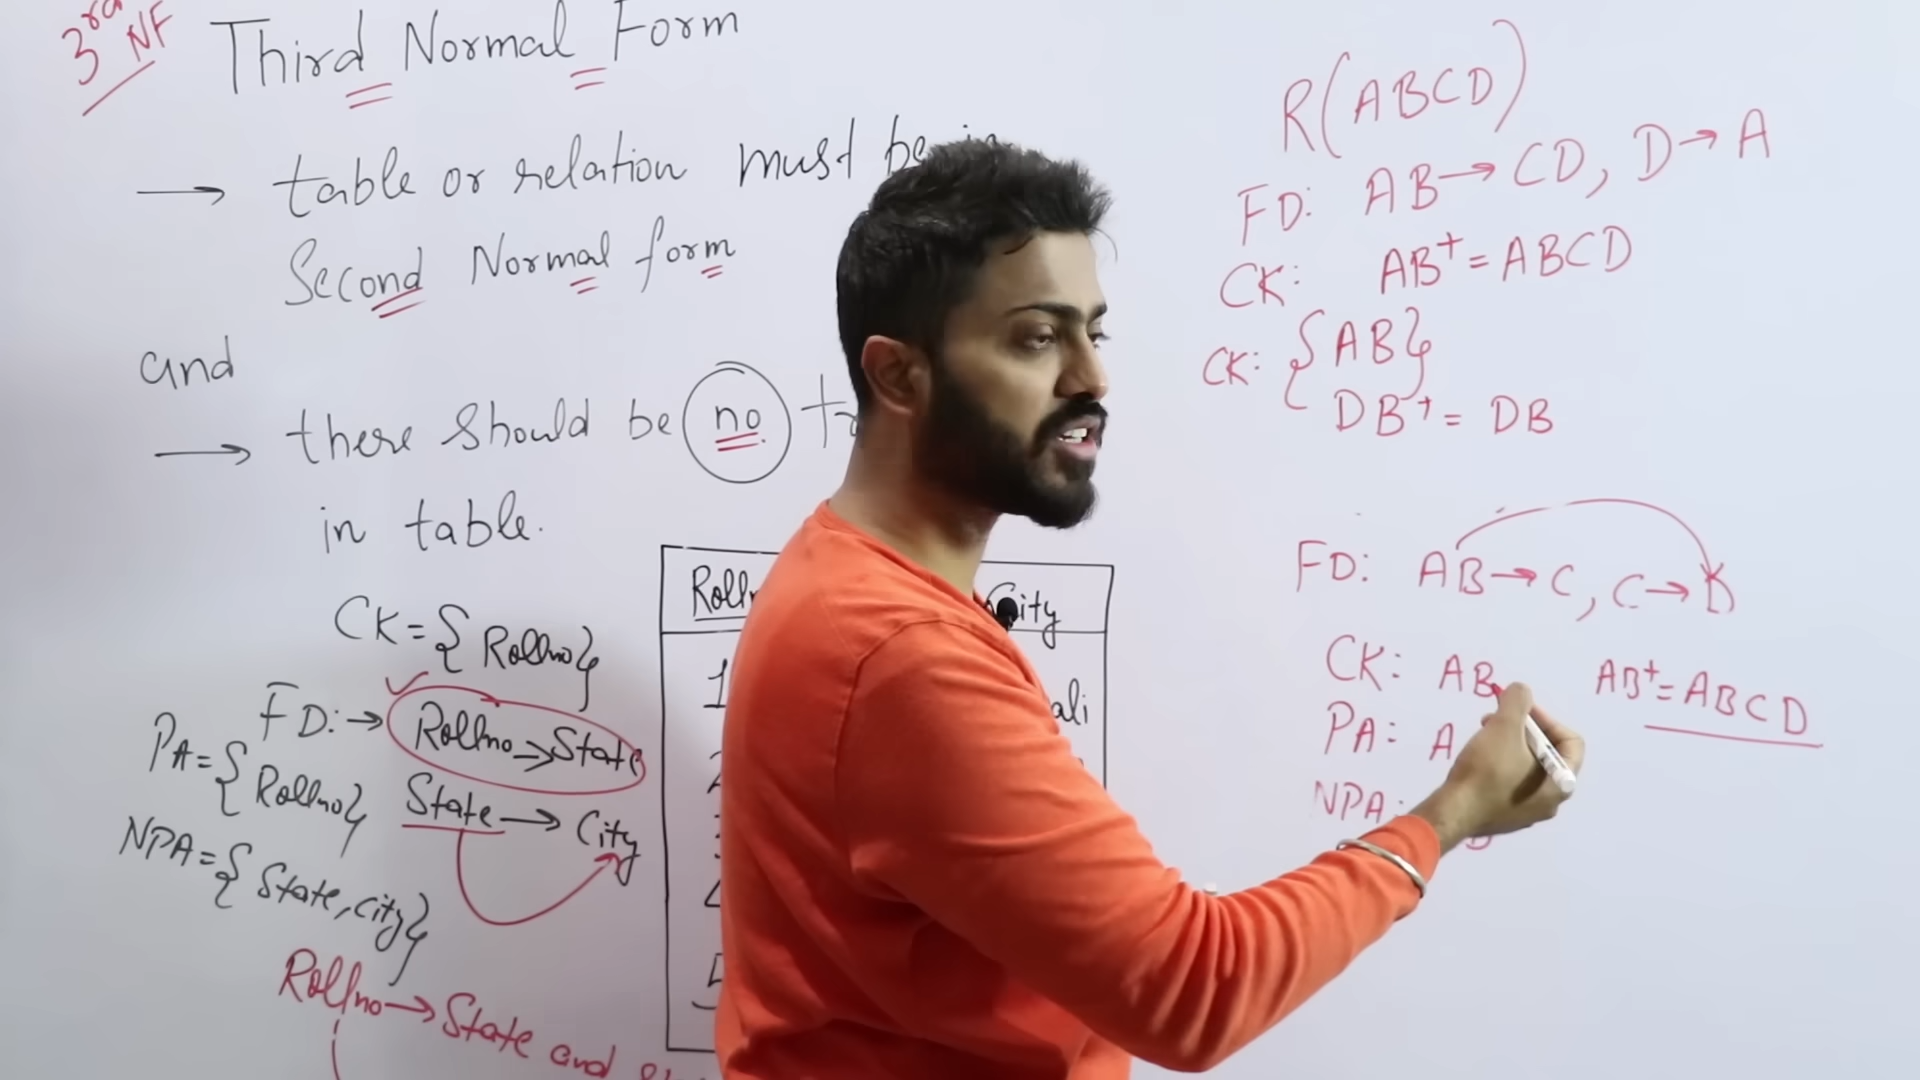 3rd NF
Third Normal Form
→ table or relation must be in
Second Normal form
and
→ there should be no
in table.
CK = { Rollno}
FD: → Rollno → State
PA = { Rollno}
State → City
NPA = { State, city}
Rollno → State and
City
1
R(ABCD)
FD: AB → CD, D → A
CK: AB+ = ABCD
CK: {AB}
DB+ = DB
FD: AB → C, C → D
CK: AB AB+ = ABCD
PA: A
NPA: